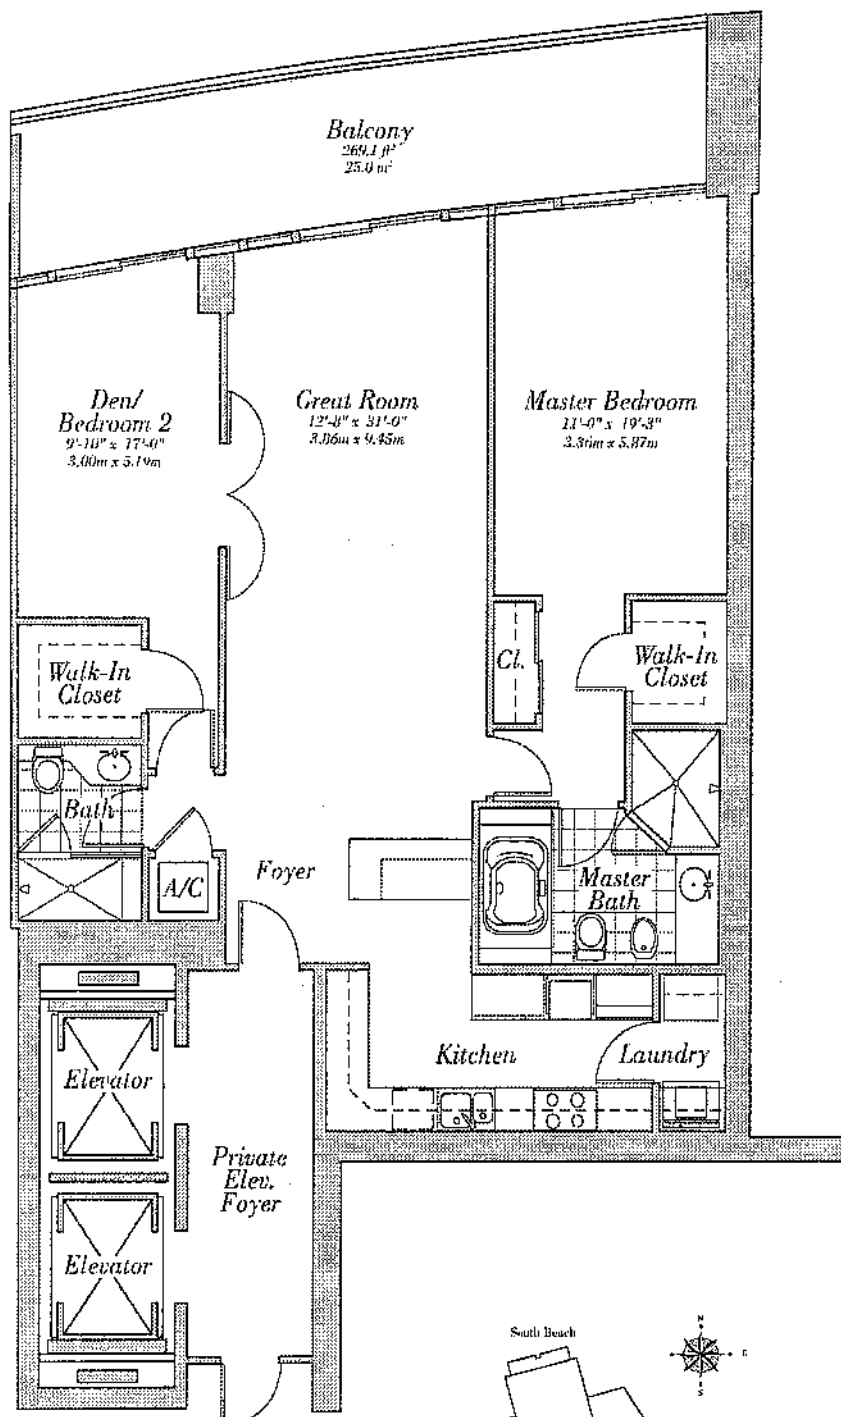 Balcony
269.1 ft²
25.0 m²
Den/
Bedroom 2
9'-10" x 17'-0"
3.00m x 5.19m
Great Room
12'-8" x 31'-0"
3.86m x 9.45m
Master Bedroom
11'-0" x 19'-3"
3.36m x 5.87m
Walk-In
Closet
Cl.
Walk-In
Closet
Bath
A/C
Foyer
Master
Bath
Elevator
Kitchen
Laundry
Private
Elev.
Foyer
Elevator
South Beach
N
E
S